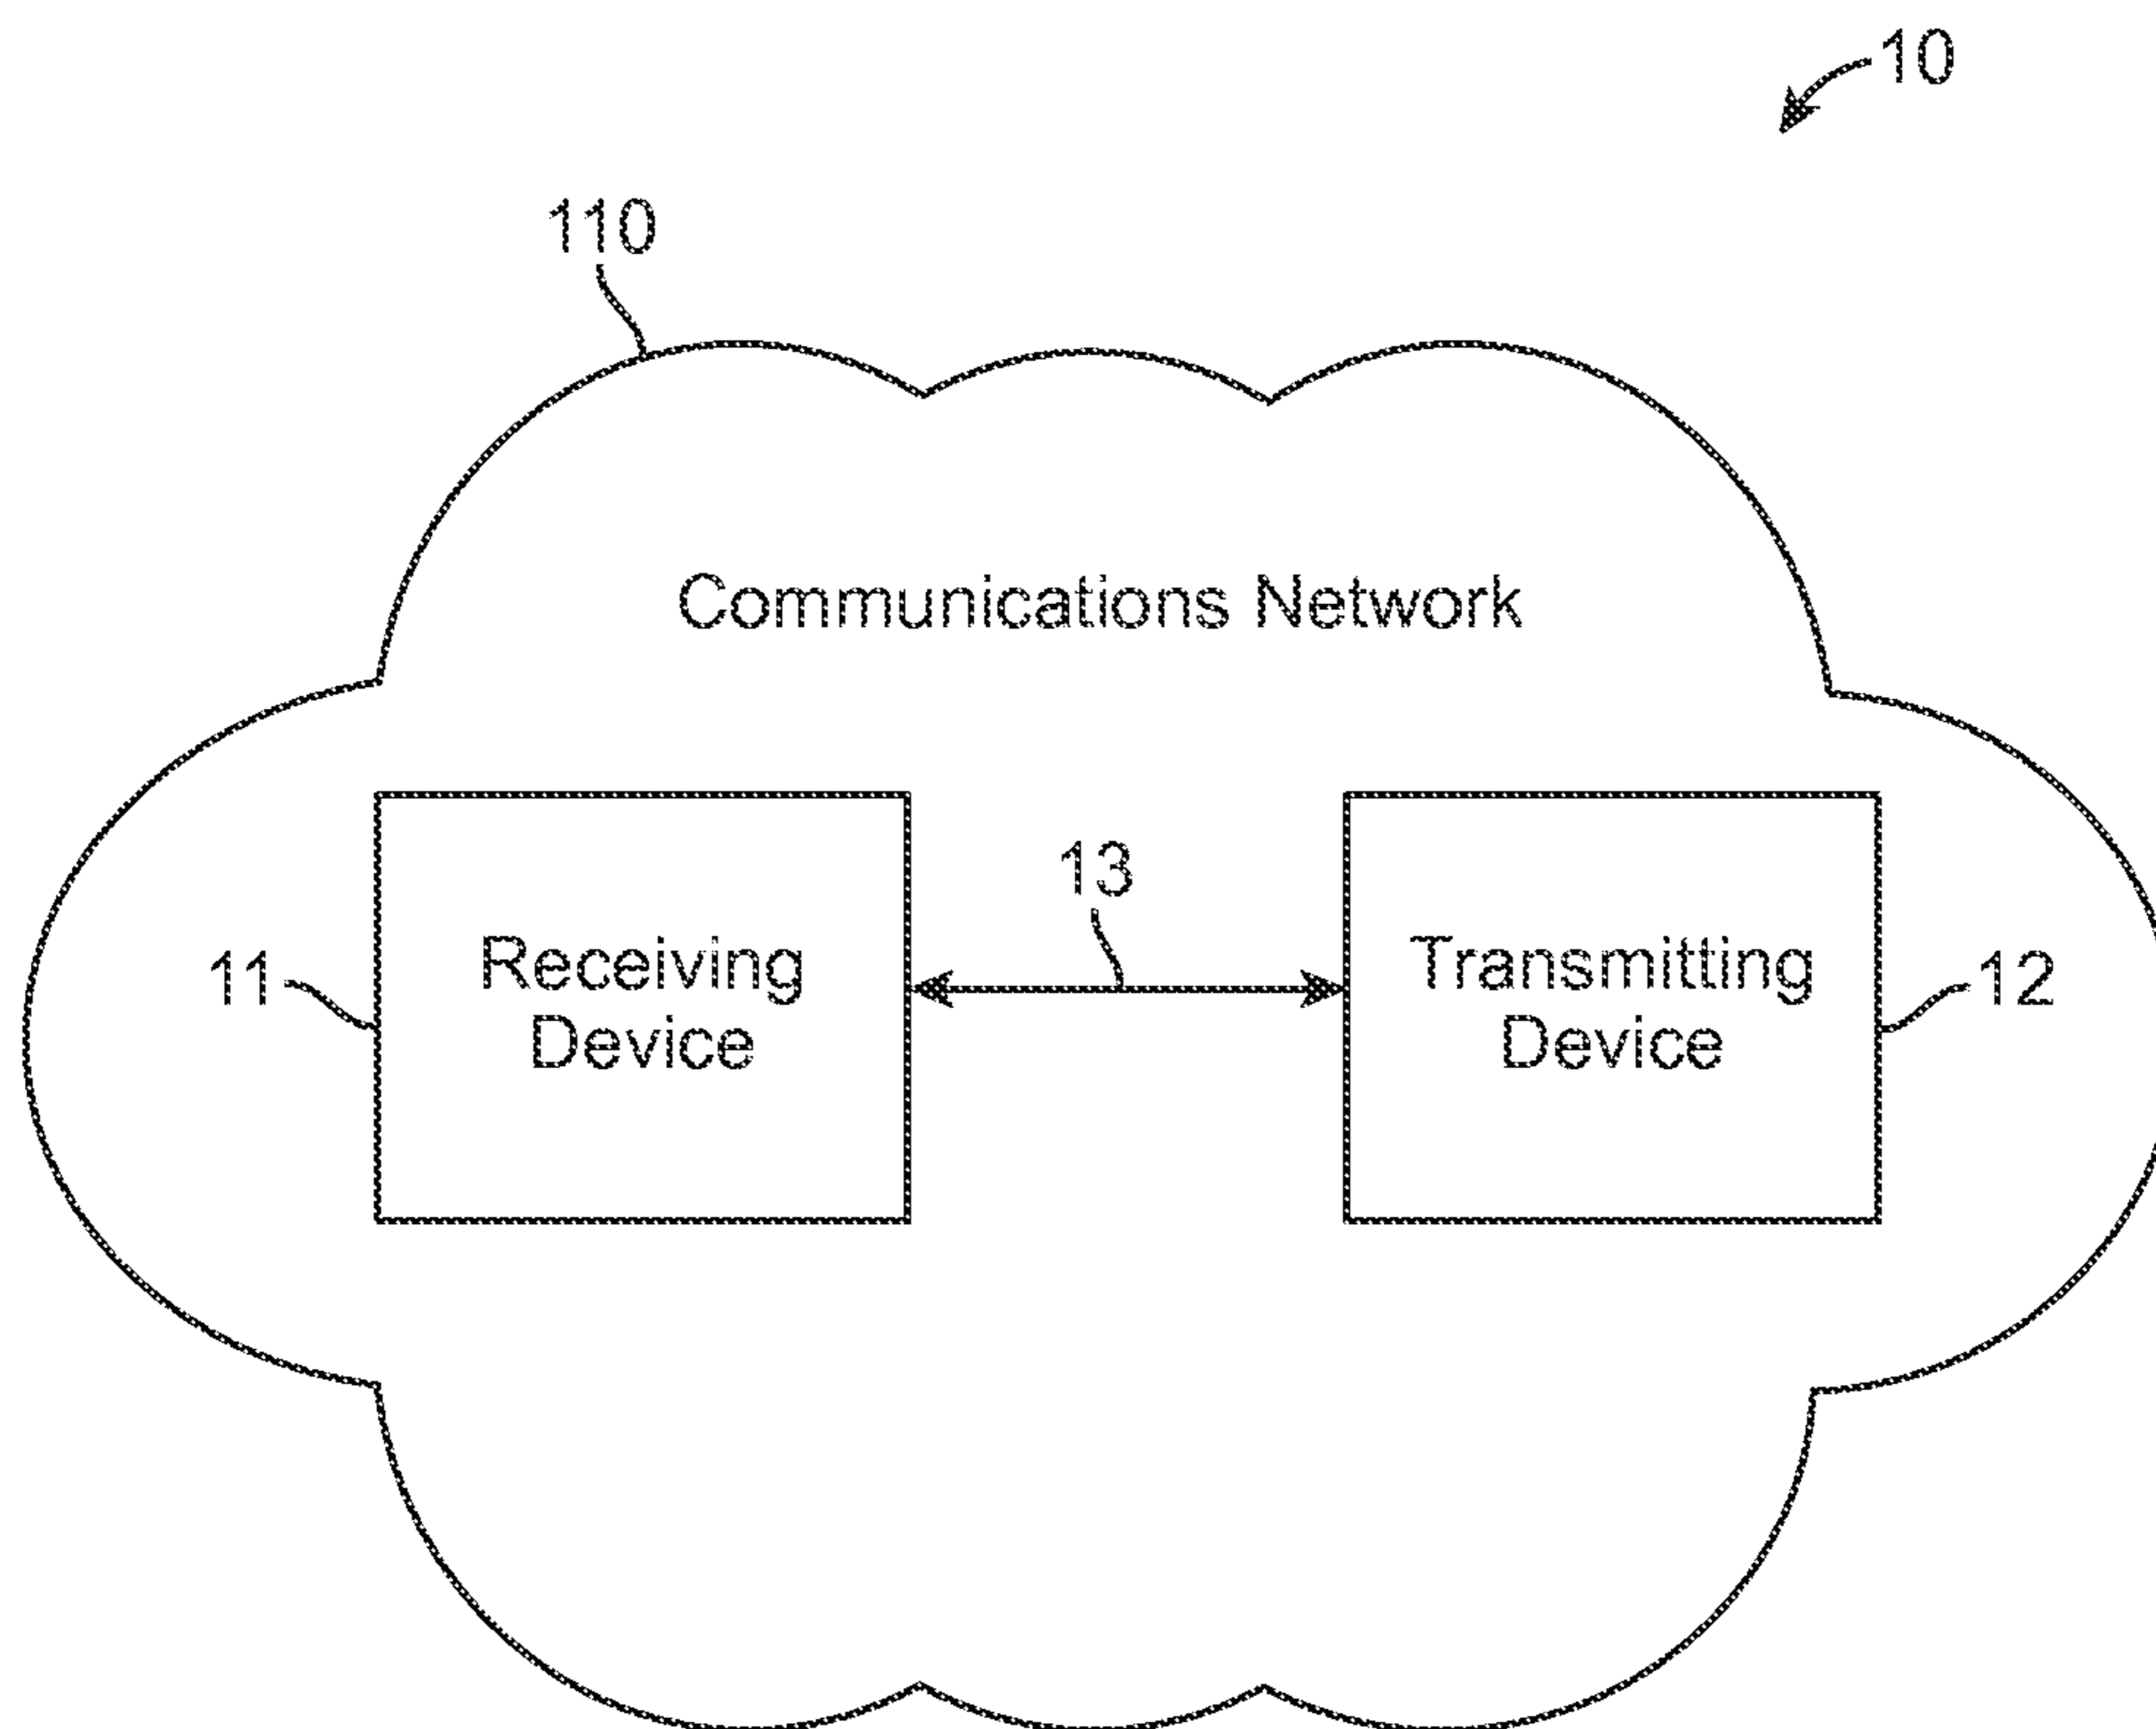 10
110
Communications Network
13
11
Receiving
Device
Transmitting
Device
12